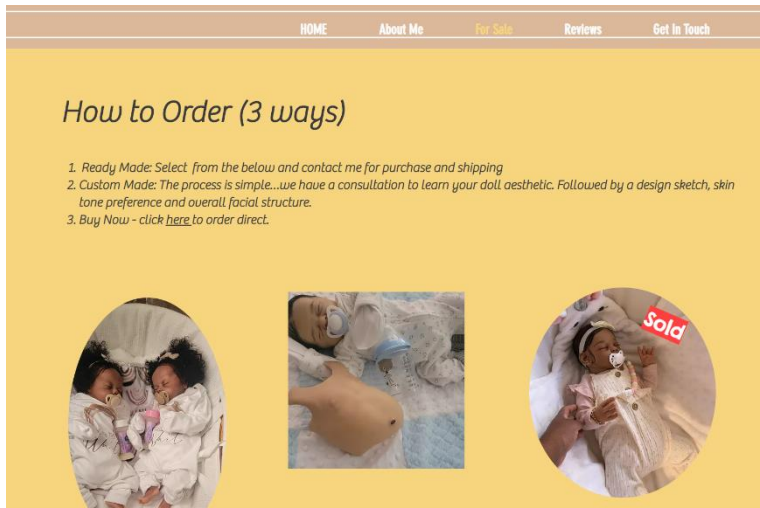 HOME About Me For Sale Reviews Get In Touch
How to Order (3 ways)
1. Ready Made: Select from the below and contact me for purchase and shipping
2. Custom Made: The process is simple...we have a consultation to learn your doll aesthetic. Followed by a design sketch, skin
tone preference and overall facial structure.
3. Buy Now - click here to order direct.
Sold